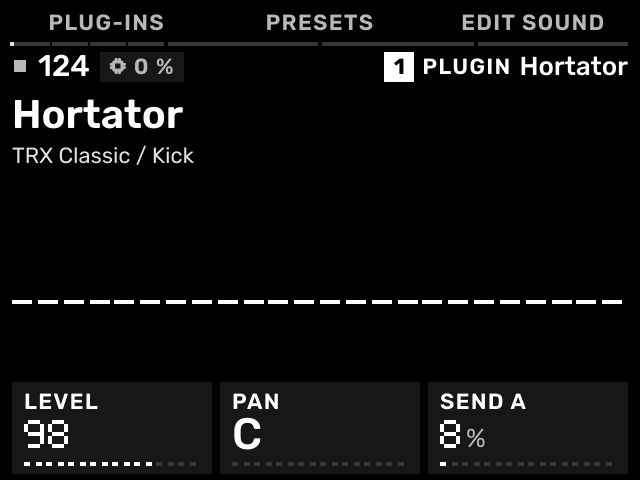 PLUG-INS PRESETS EDIT SOUND
124 0 % 1 PLUGIN Hortator
Hortator
TRX Classic / Kick
LEVEL PAN SEND A
98 C 8 %